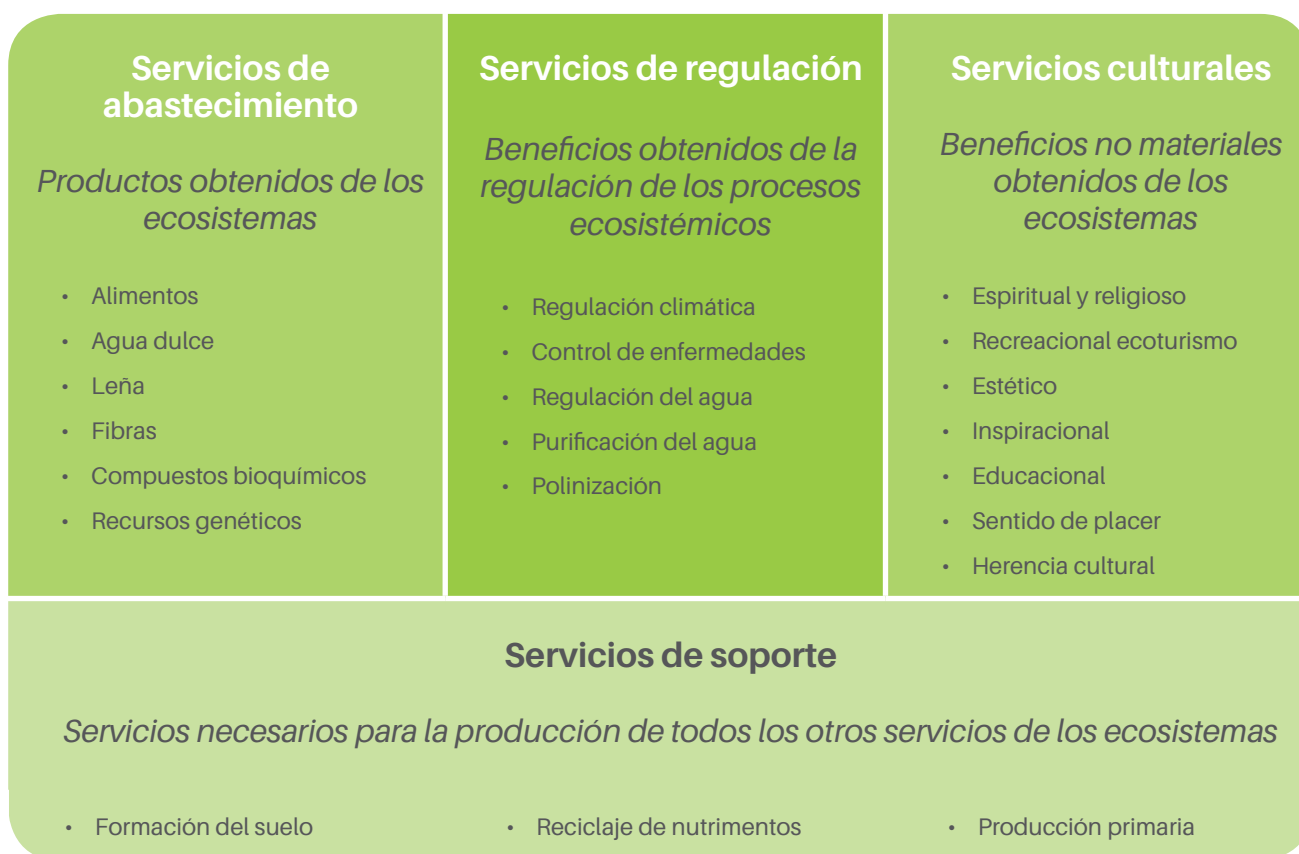 Servicios de
abastecimiento
Productos obtenidos de los
ecosistemas
• Alimentos
• Agua dulce
• Leña
• Fibras
• Compuestos bioquímicos
• Recursos genéticos
Servicios de regulación
Beneficios obtenidos de la
regulación de los procesos
ecosistémicos
• Regulación climática
• Control de enfermedades
• Regulación del agua
• Purificación del agua
• Polinización
Servicios culturales
Beneficios no materiales
obtenidos de los
ecosistemas
• Espiritual y religioso
• Recreacional ecoturismo
• Estético
• Inspiracional
• Educacional
• Sentido de placer
• Herencia cultural
Servicios de soporte
Servicios necesarios para la producción de todos los otros servicios de los ecosistemas
• Formación del suelo
• Reciclaje de nutrimentos
• Producción primaria